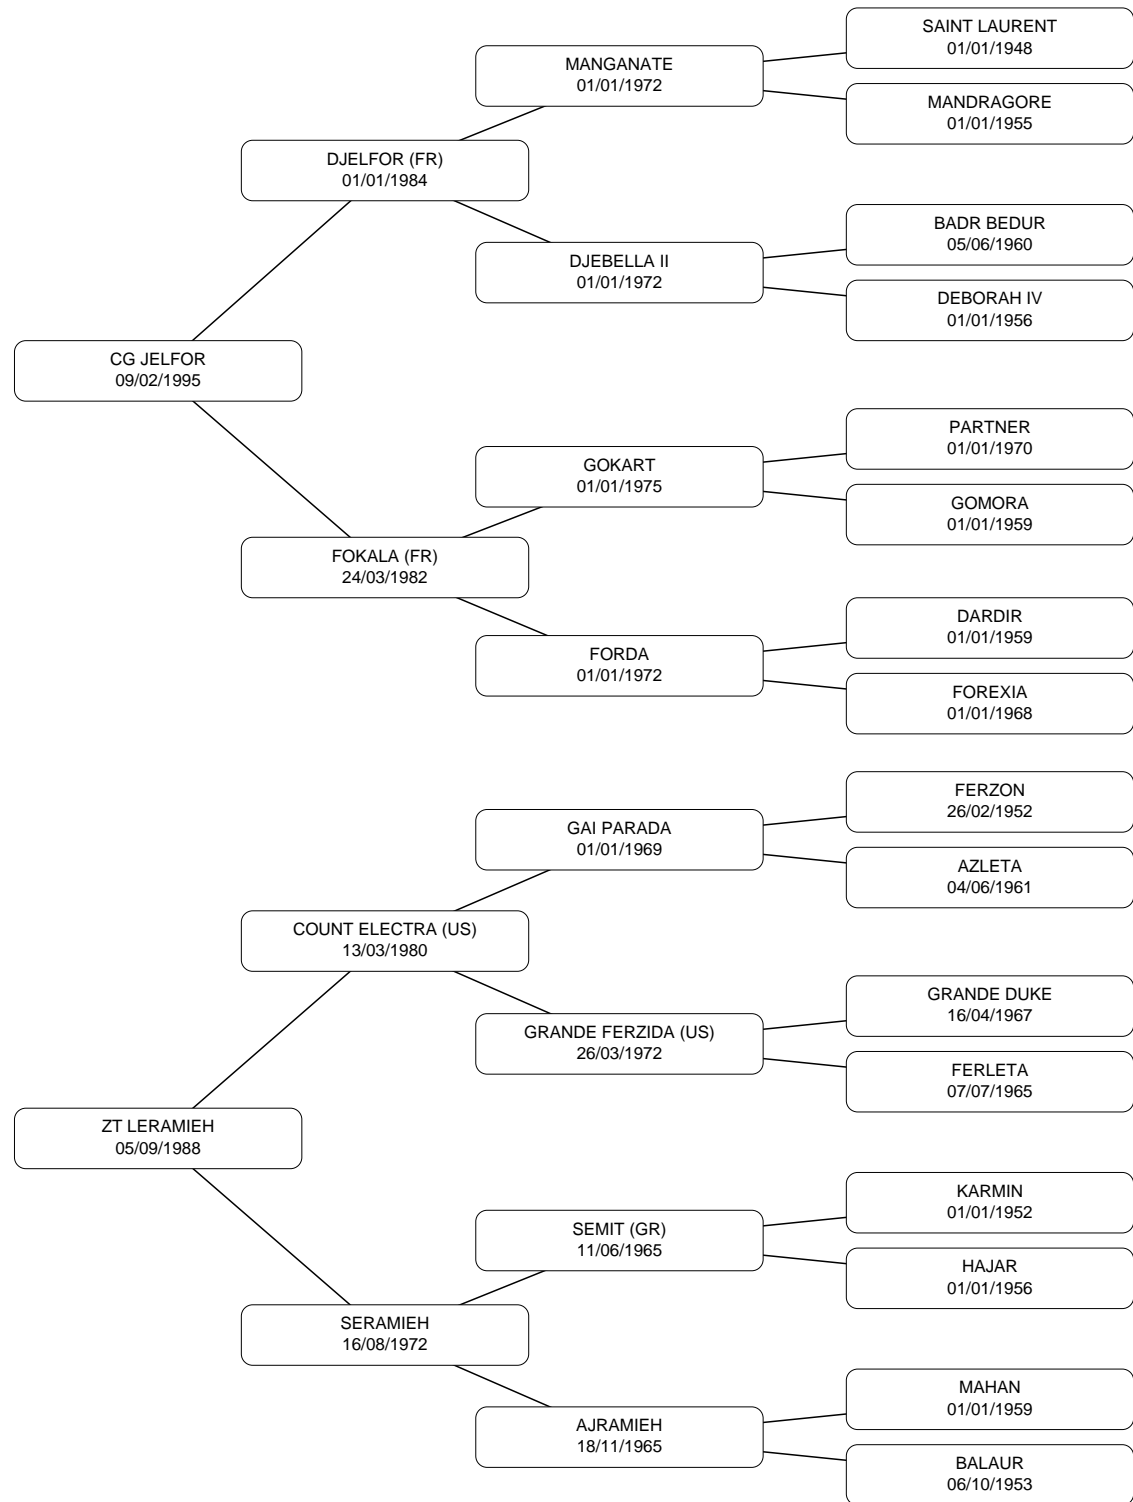 SAINT LAURENT
01/01/1948
MANGANATE
01/01/1972
MANDRAGORE
01/01/1955
DJELFOR (FR)
01/01/1984
BADR BEDUR
05/06/1960
DJEBELLA II
01/01/1972
DEBORAH IV
01/01/1956
CG JELFOR
09/02/1995
PARTNER
01/01/1970
GOKART
01/01/1975
GOMORA
01/01/1959
FOKALA (FR)
24/03/1982
DARDIR
01/01/1959
FORDA
01/01/1972
FOREXIA
01/01/1968
FERZON
26/02/1952
GAI PARADA
01/01/1969
AZLETA
04/06/1961
COUNT ELECTRA (US)
13/03/1980
GRANDE DUKE
16/04/1967
GRANDE FERZIDA (US)
26/03/1972
FERLETA
07/07/1965
ZT LERAMIEH
05/09/1988
KARMIN
01/01/1952
SEMIT (GR)
11/06/1965
HAJAR
01/01/1956
SERAMIEH
16/08/1972
MAHAN
01/01/1959
AJRAMIEH
18/11/1965
BALAUR
06/10/1953